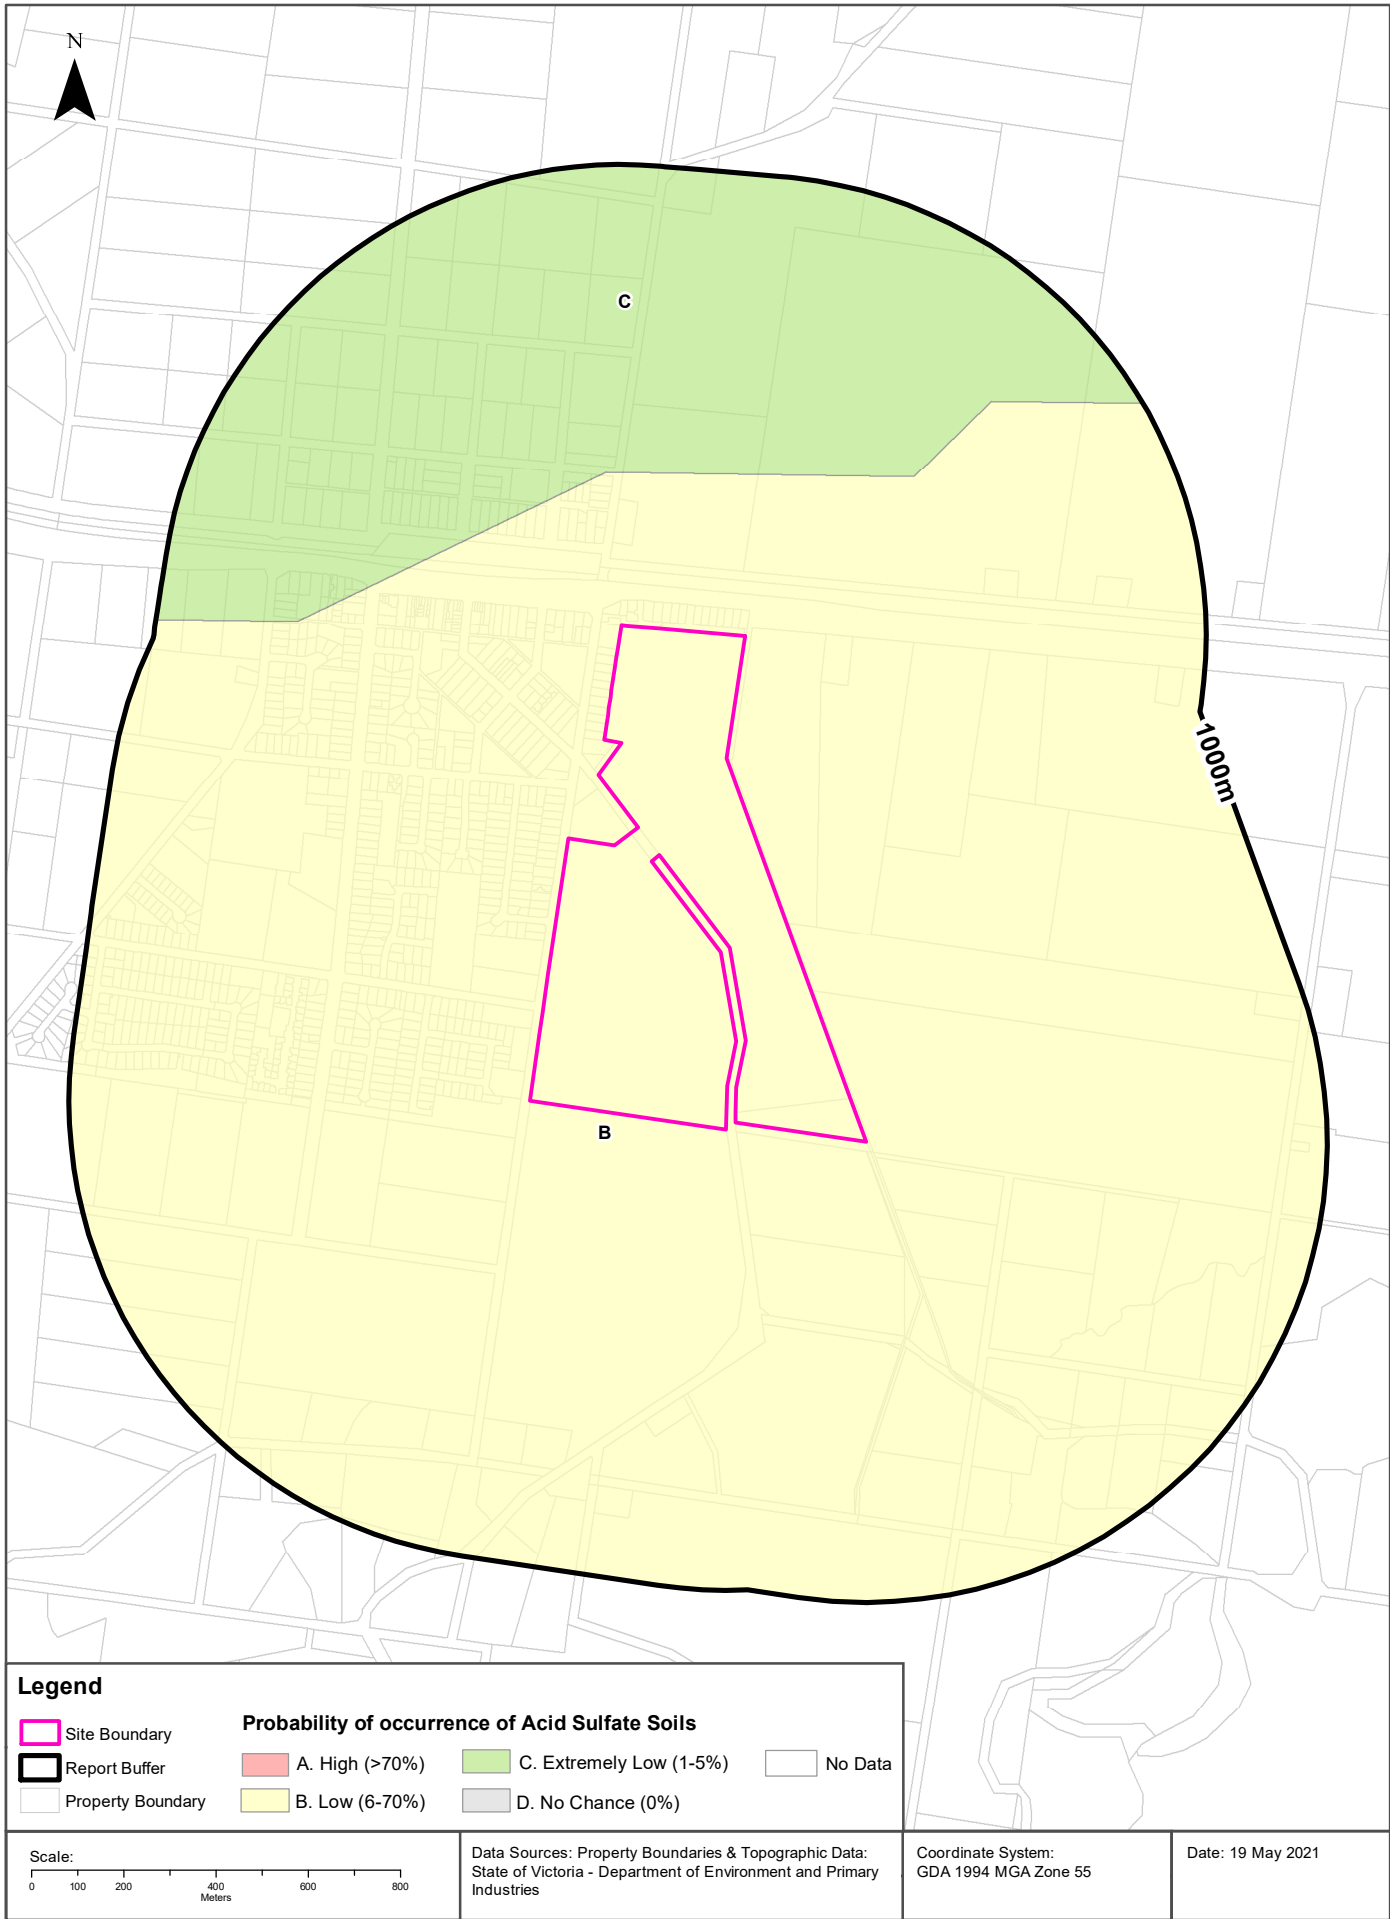 N
C
1000m
B
Legend
Site Boundary
Report Buffer
Property Boundary
Probability of occurrence of Acid Sulfate Soils
A. High (>70%)
B. Low (6-70%)
C. Extremely Low (1-5%)
D. No Chance (0%)
No Data
Scale:
0 100 200 400 600 800
Meters
Data Sources: Property Boundaries & Topographic Data:
State of Victoria - Department of Environment and Primary
Industries
Coordinate System:
GDA 1994 MGA Zone 55
Date: 19 May 2021